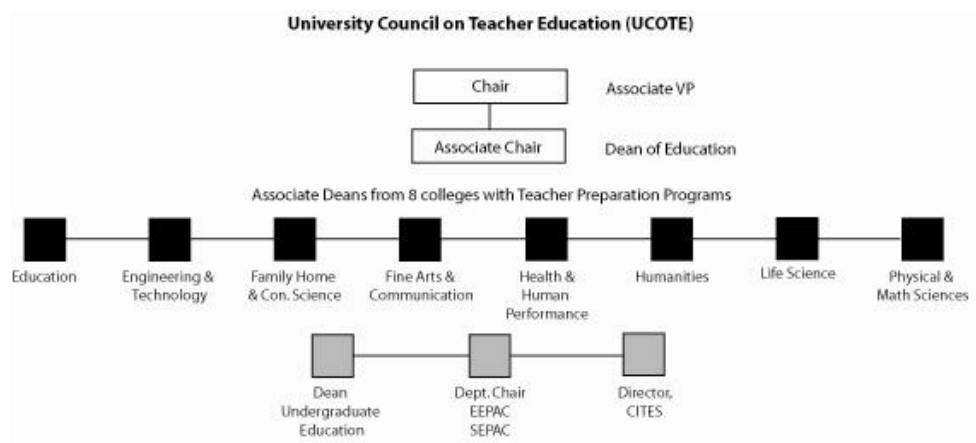 University Council on Teacher Education (UCOTE)
Chair
Associate VP
Associate Chair
Dean of Education
Associate Deans from 8 colleges with Teacher Preparation Programs
Education
Engineering &
Technology
Family Home
& Con. Science
Fine Arts &
Communication
Health &
Human
Performance
Humanities
Life Science
Physical &
Math Sciences
Dean
Undergraduate
Education
Dept. Chair
EEPAC
SEPAC
Director,
CITES